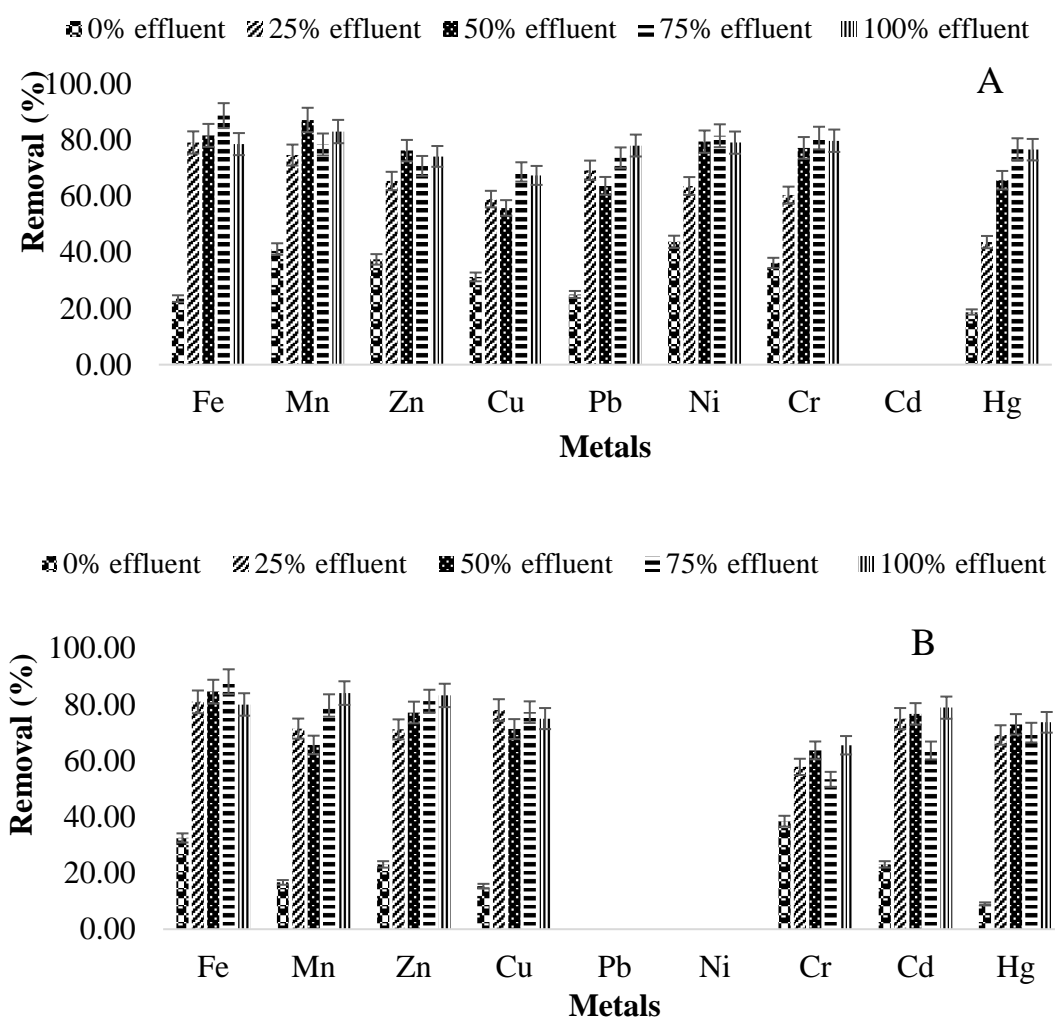 0% effluent 25% effluent 50% effluent 75% effluent 100% effluent
A
Removal (%)
100.00
80.00
60.00
40.00
20.00
0.00
Fe Mn Zn Cu Pb Ni Cr Cd Hg
Metals
0% effluent 25% effluent 50% effluent 75% effluent 100% effluent
B
Removal (%)
100.00
80.00
60.00
40.00
20.00
0.00
Fe Mn Zn Cu Pb Ni Cr Cd Hg
Metals